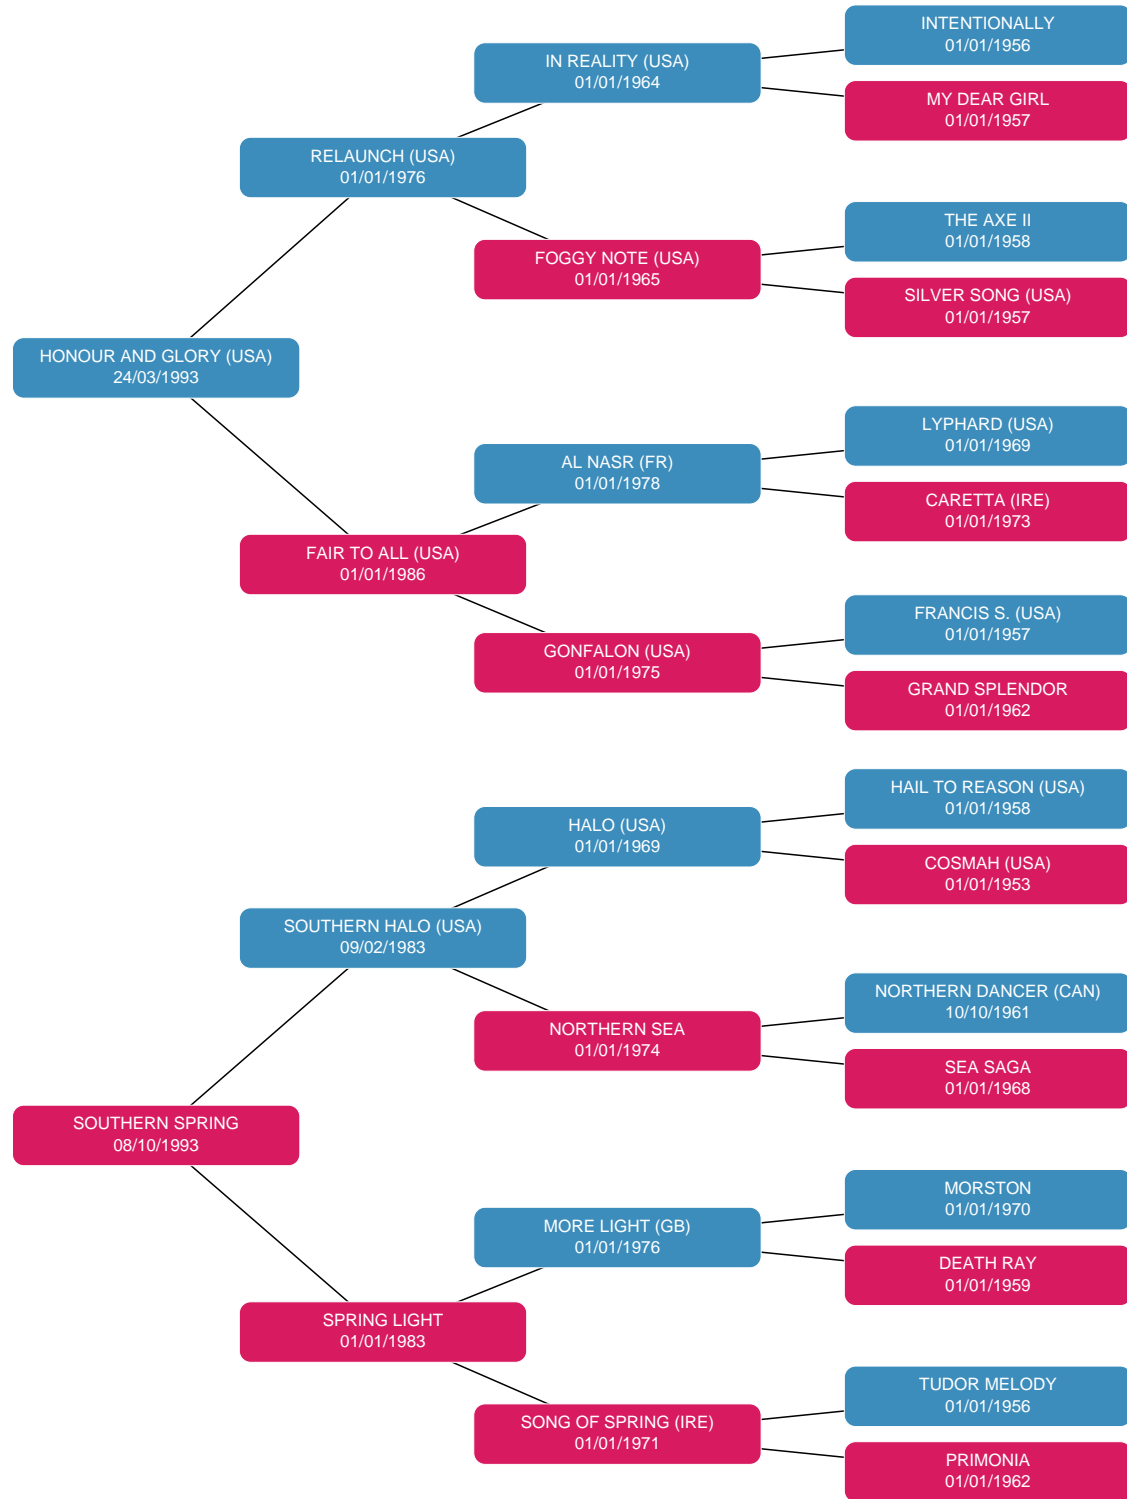 INTENTIONALLY
01/01/1956
IN REALITY (USA)
01/01/1964
MY DEAR GIRL
01/01/1957
RELAUNCH (USA)
01/01/1976
THE AXE II
01/01/1958
FOGGY NOTE (USA)
01/01/1965
SILVER SONG (USA)
01/01/1957
HONOUR AND GLORY (USA)
24/03/1993
LYPHARD (USA)
01/01/1969
AL NASR (FR)
01/01/1978
CARETTA (IRE)
01/01/1973
FAIR TO ALL (USA)
01/01/1986
FRANCIS S. (USA)
01/01/1957
GONFALON (USA)
01/01/1975
GRAND SPLENDOR
01/01/1962
HAIL TO REASON (USA)
01/01/1958
HALO (USA)
01/01/1969
COSMAH (USA)
01/01/1953
SOUTHERN HALO (USA)
09/02/1983
NORTHERN DANCER (CAN)
10/10/1961
NORTHERN SEA
01/01/1974
SEA SAGA
01/01/1968
SOUTHERN SPRING
08/10/1993
MORSTON
01/01/1970
MORE LIGHT (GB)
01/01/1976
DEATH RAY
01/01/1959
SPRING LIGHT
01/01/1983
TUDOR MELODY
01/01/1956
SONG OF SPRING (IRE)
01/01/1971
PRIMONIA
01/01/1962